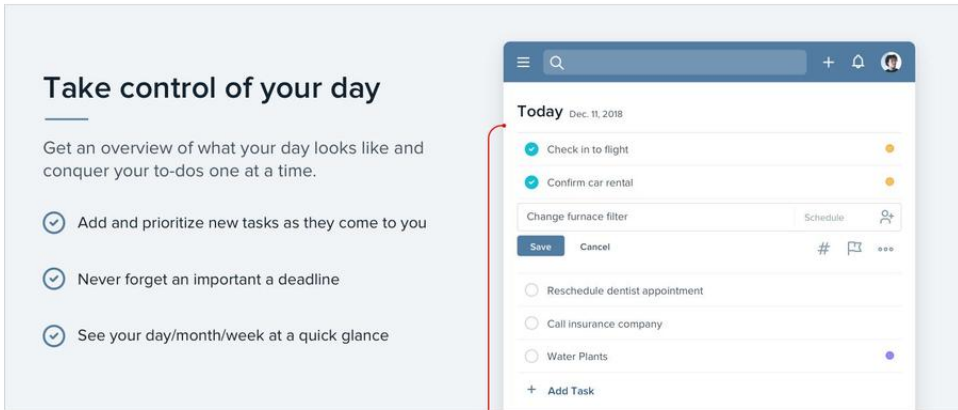 Take control of your day
Get an overview of what your day looks like and
conquer your to-dos one at a time.
Add and prioritize new tasks as they come to you
Never forget an important a deadline
See your day/month/week at a quick glance
Today Dec. 11, 2018
Check in to flight
Confirm car rental
Change furnace filter Schedule
Save Cancel #
Reschedule dentist appointment
Call insurance company
Water Plants
+ Add Task